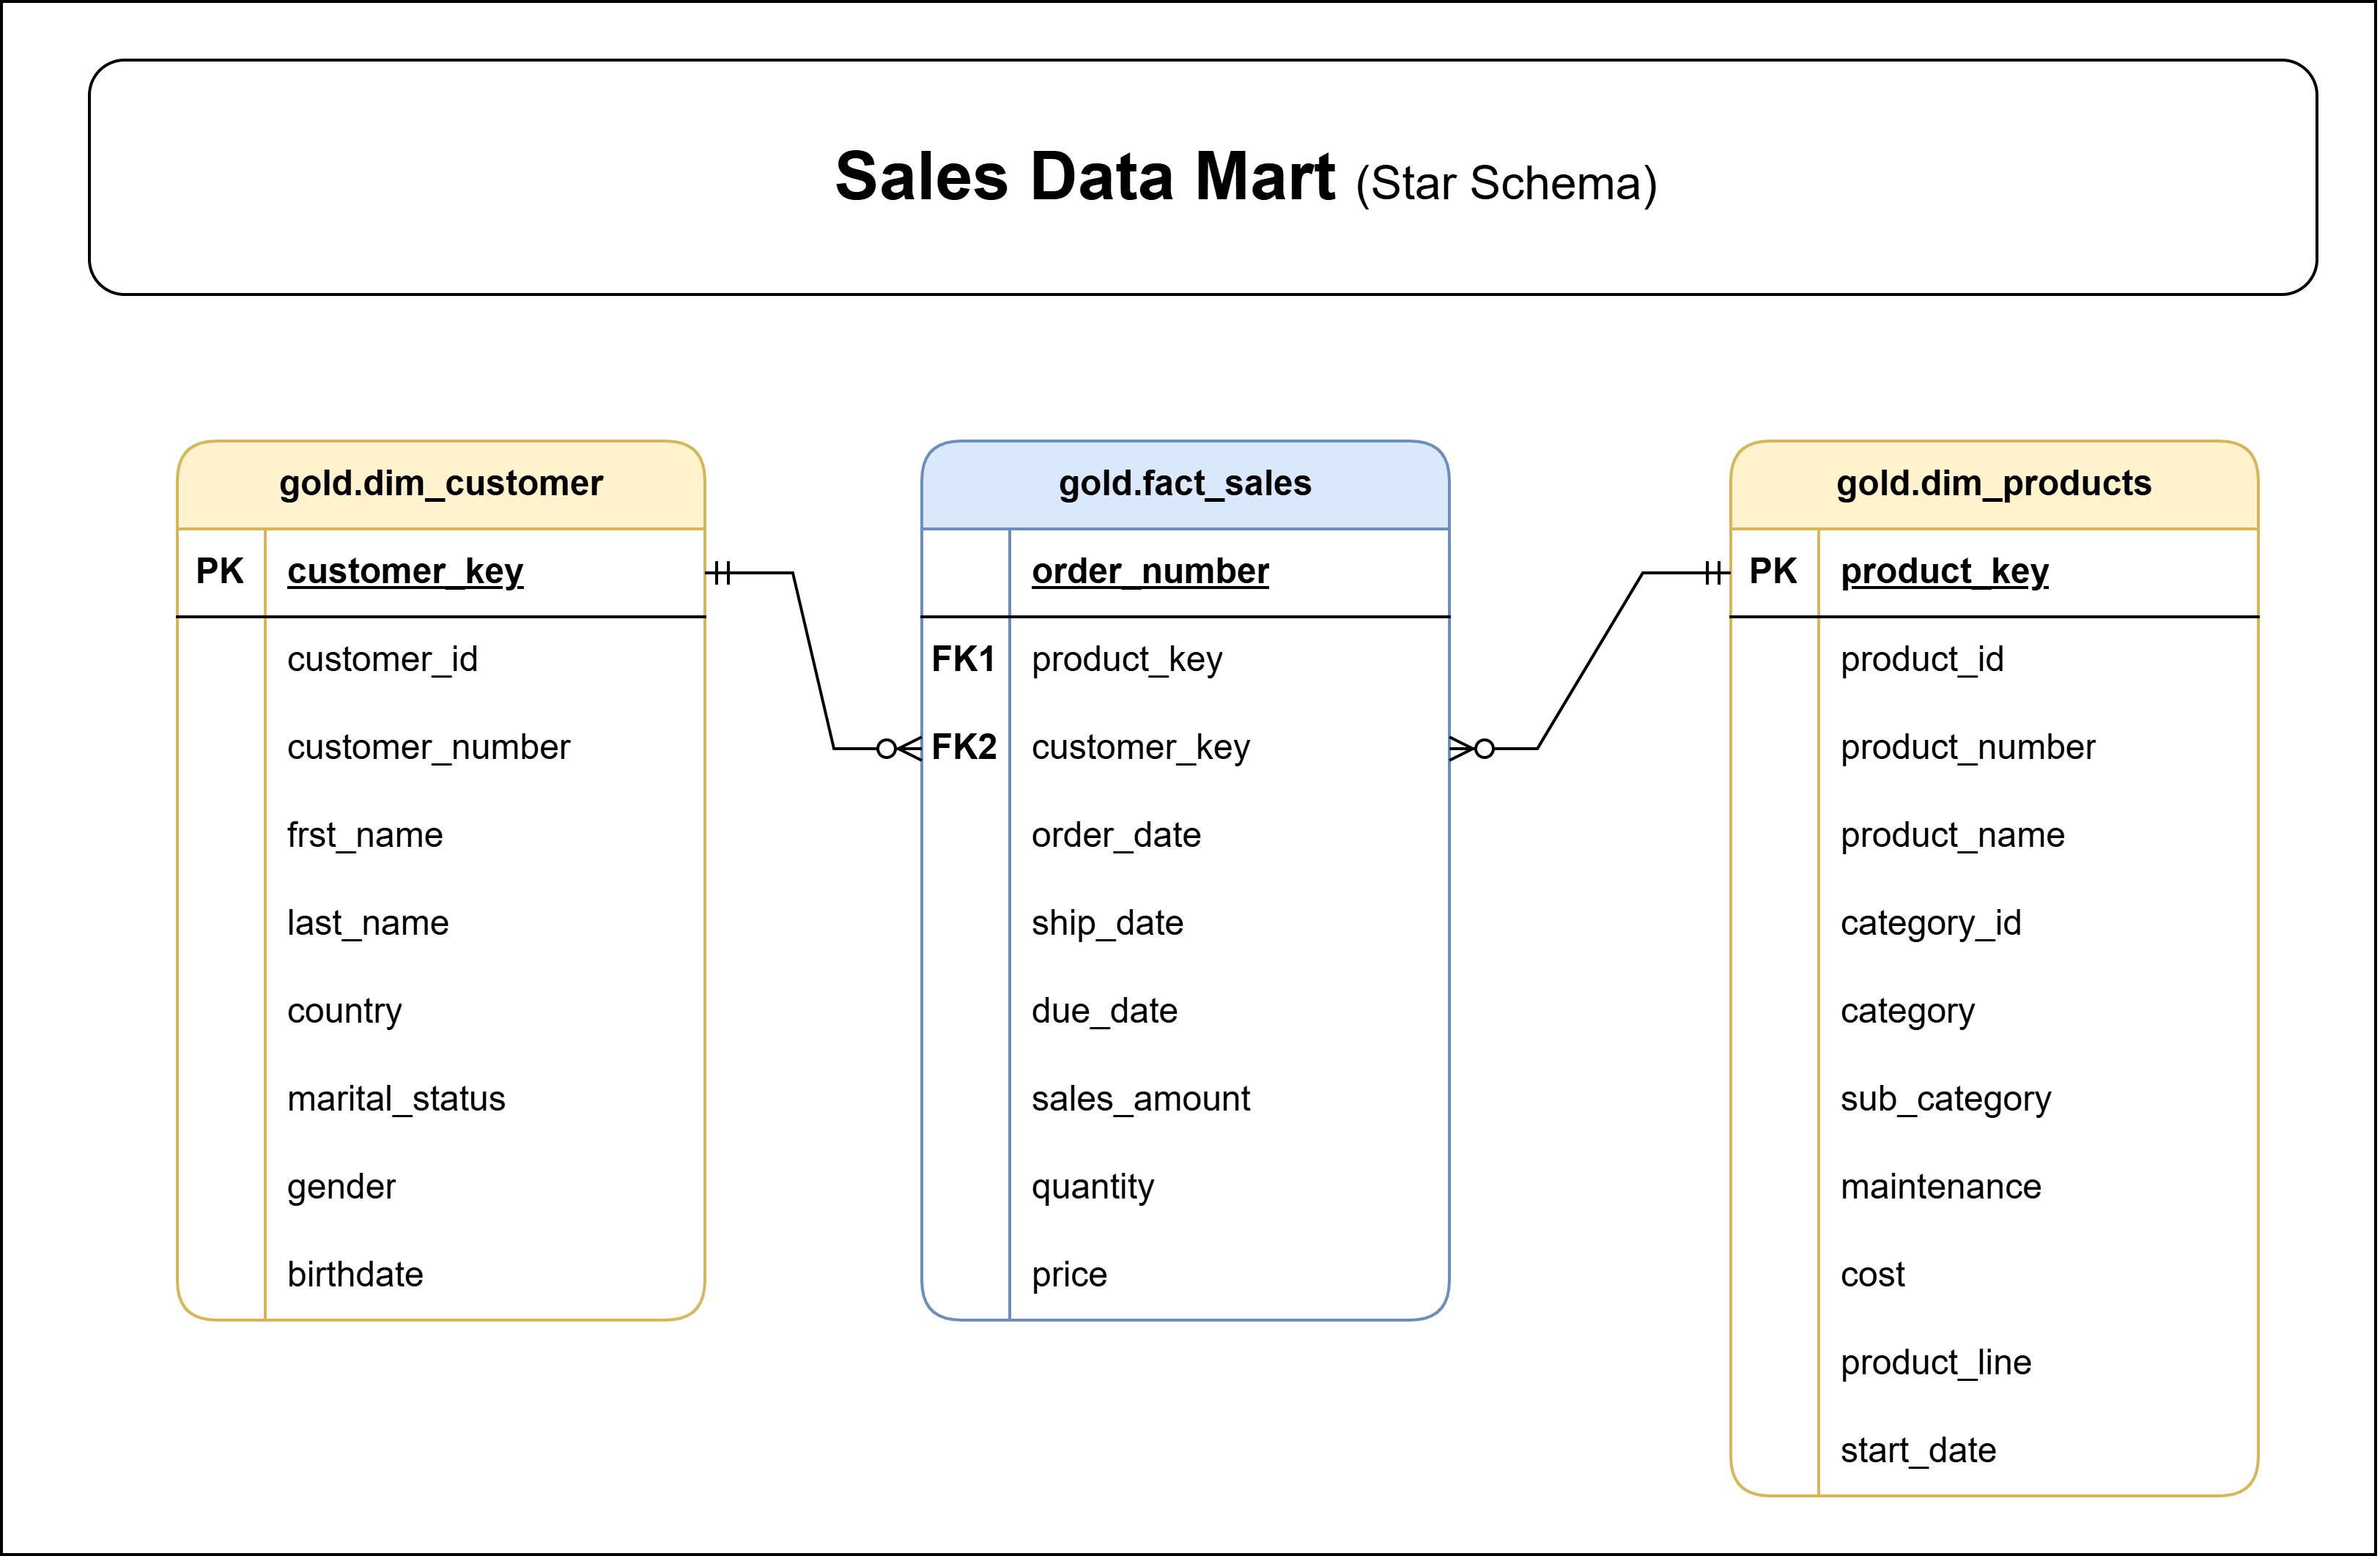 Sales Data Mart (Star Schema)
gold.dim_customer
PK customer_key
customer_id
customer_number
frst_name
last_name
country
marital_status
gender
birthdate
gold.fact_sales
order_number
FK1 product_key
FK2 customer_key
order_date
ship_date
due_date
sales_amount
quantity
price
gold.dim_products
PK product_key
product_id
product_number
product_name
category_id
category
sub_category
maintenance
cost
product_line
start_date